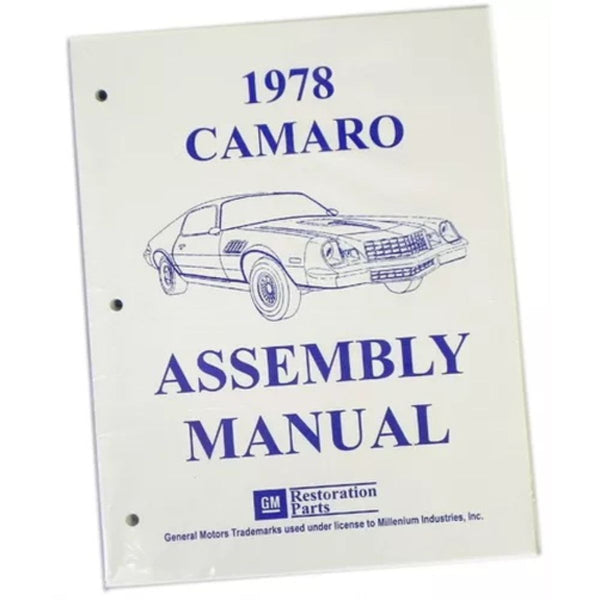 1978
CAMARO
ASSEMBLY
MANUAL
GM Restoration
Parts
General Motors Trademarks used under license to Millenium Industries, Inc.